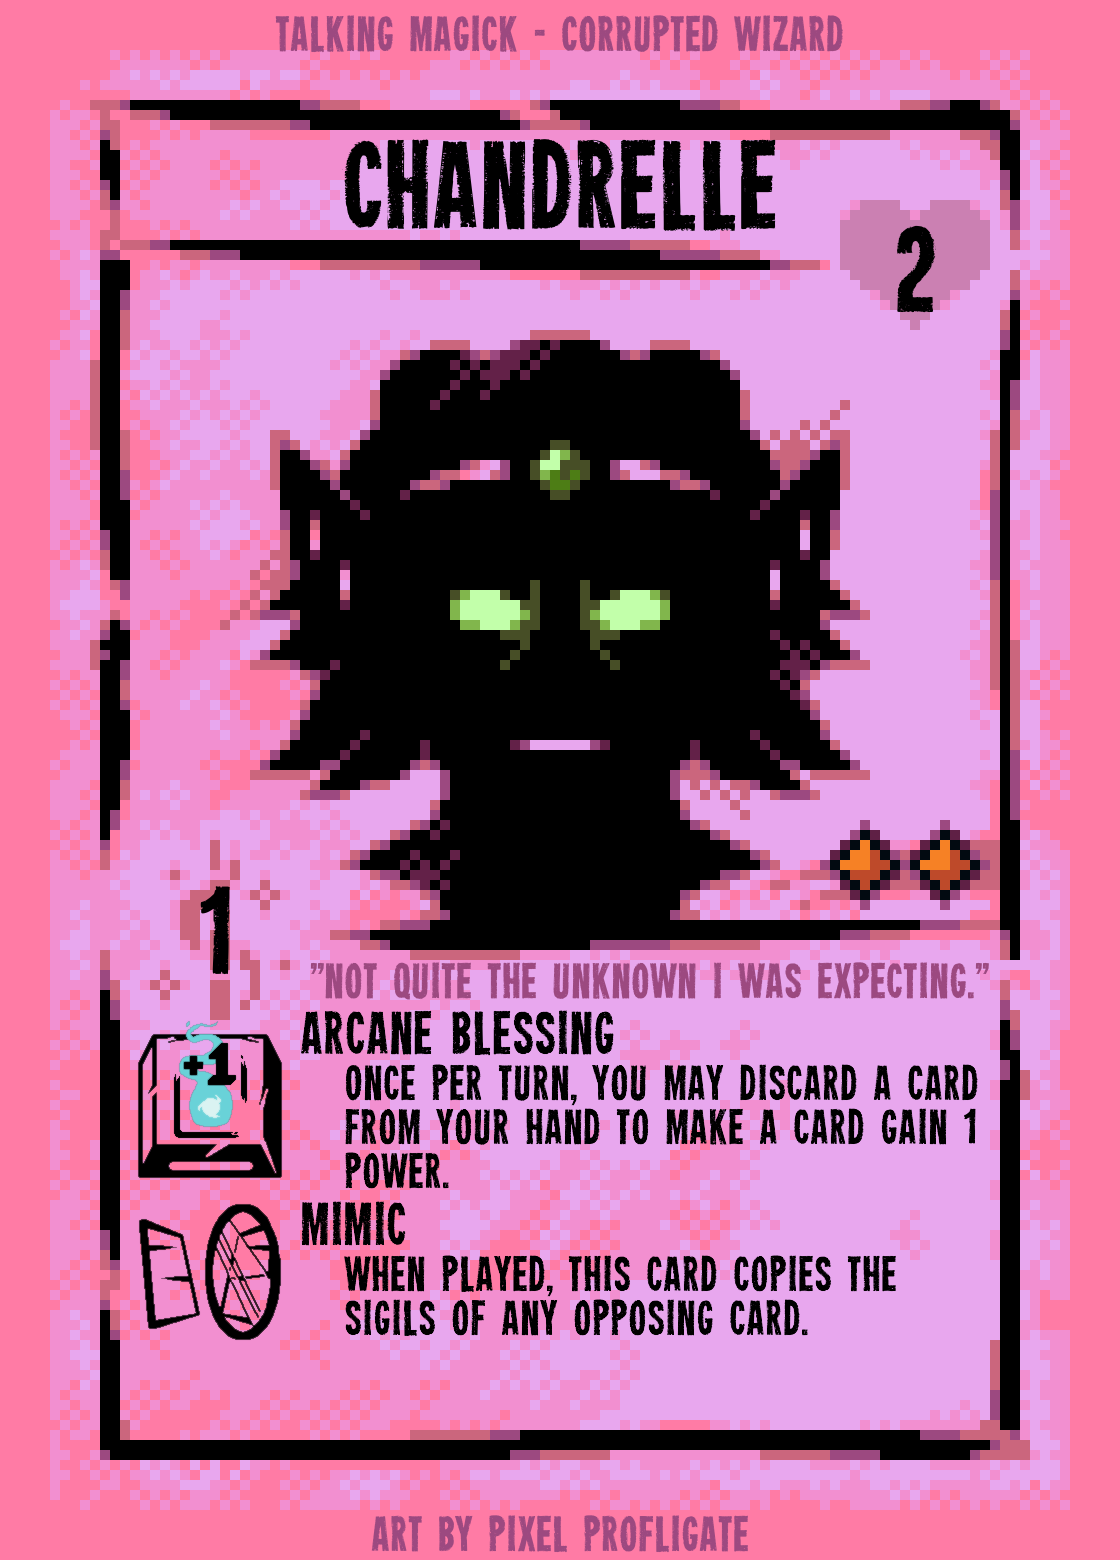 TALKING MAGICK - CORRUPTED WIZARD
CHANDRELLE
2
1
"NOT QUITE THE UNKNOWN I WAS EXPECTING."
ARCANE BLESSING
+1
ONCE PER TURN, YOU MAY DISCARD A CARD
FROM YOUR HAND TO MAKE A CARD GAIN 1
POWER.
MIMIC
WHEN PLAYED, THIS CARD COPIES THE
SIGILS OF ANY OPPOSING CARD.
ART BY PIXEL PROFLIGATE